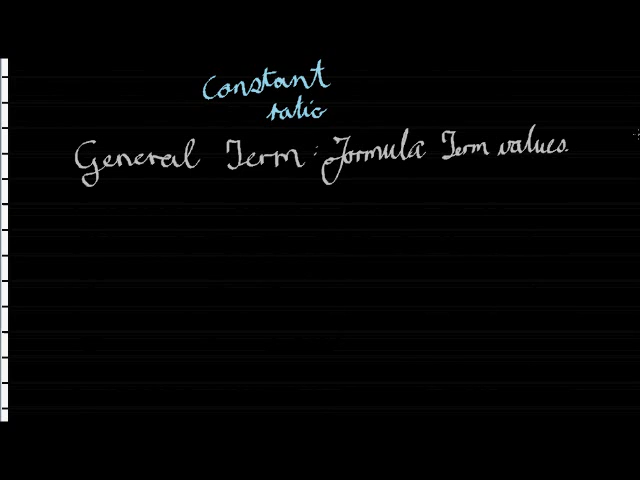 Constant
ratio
General Term : Formula Term values.